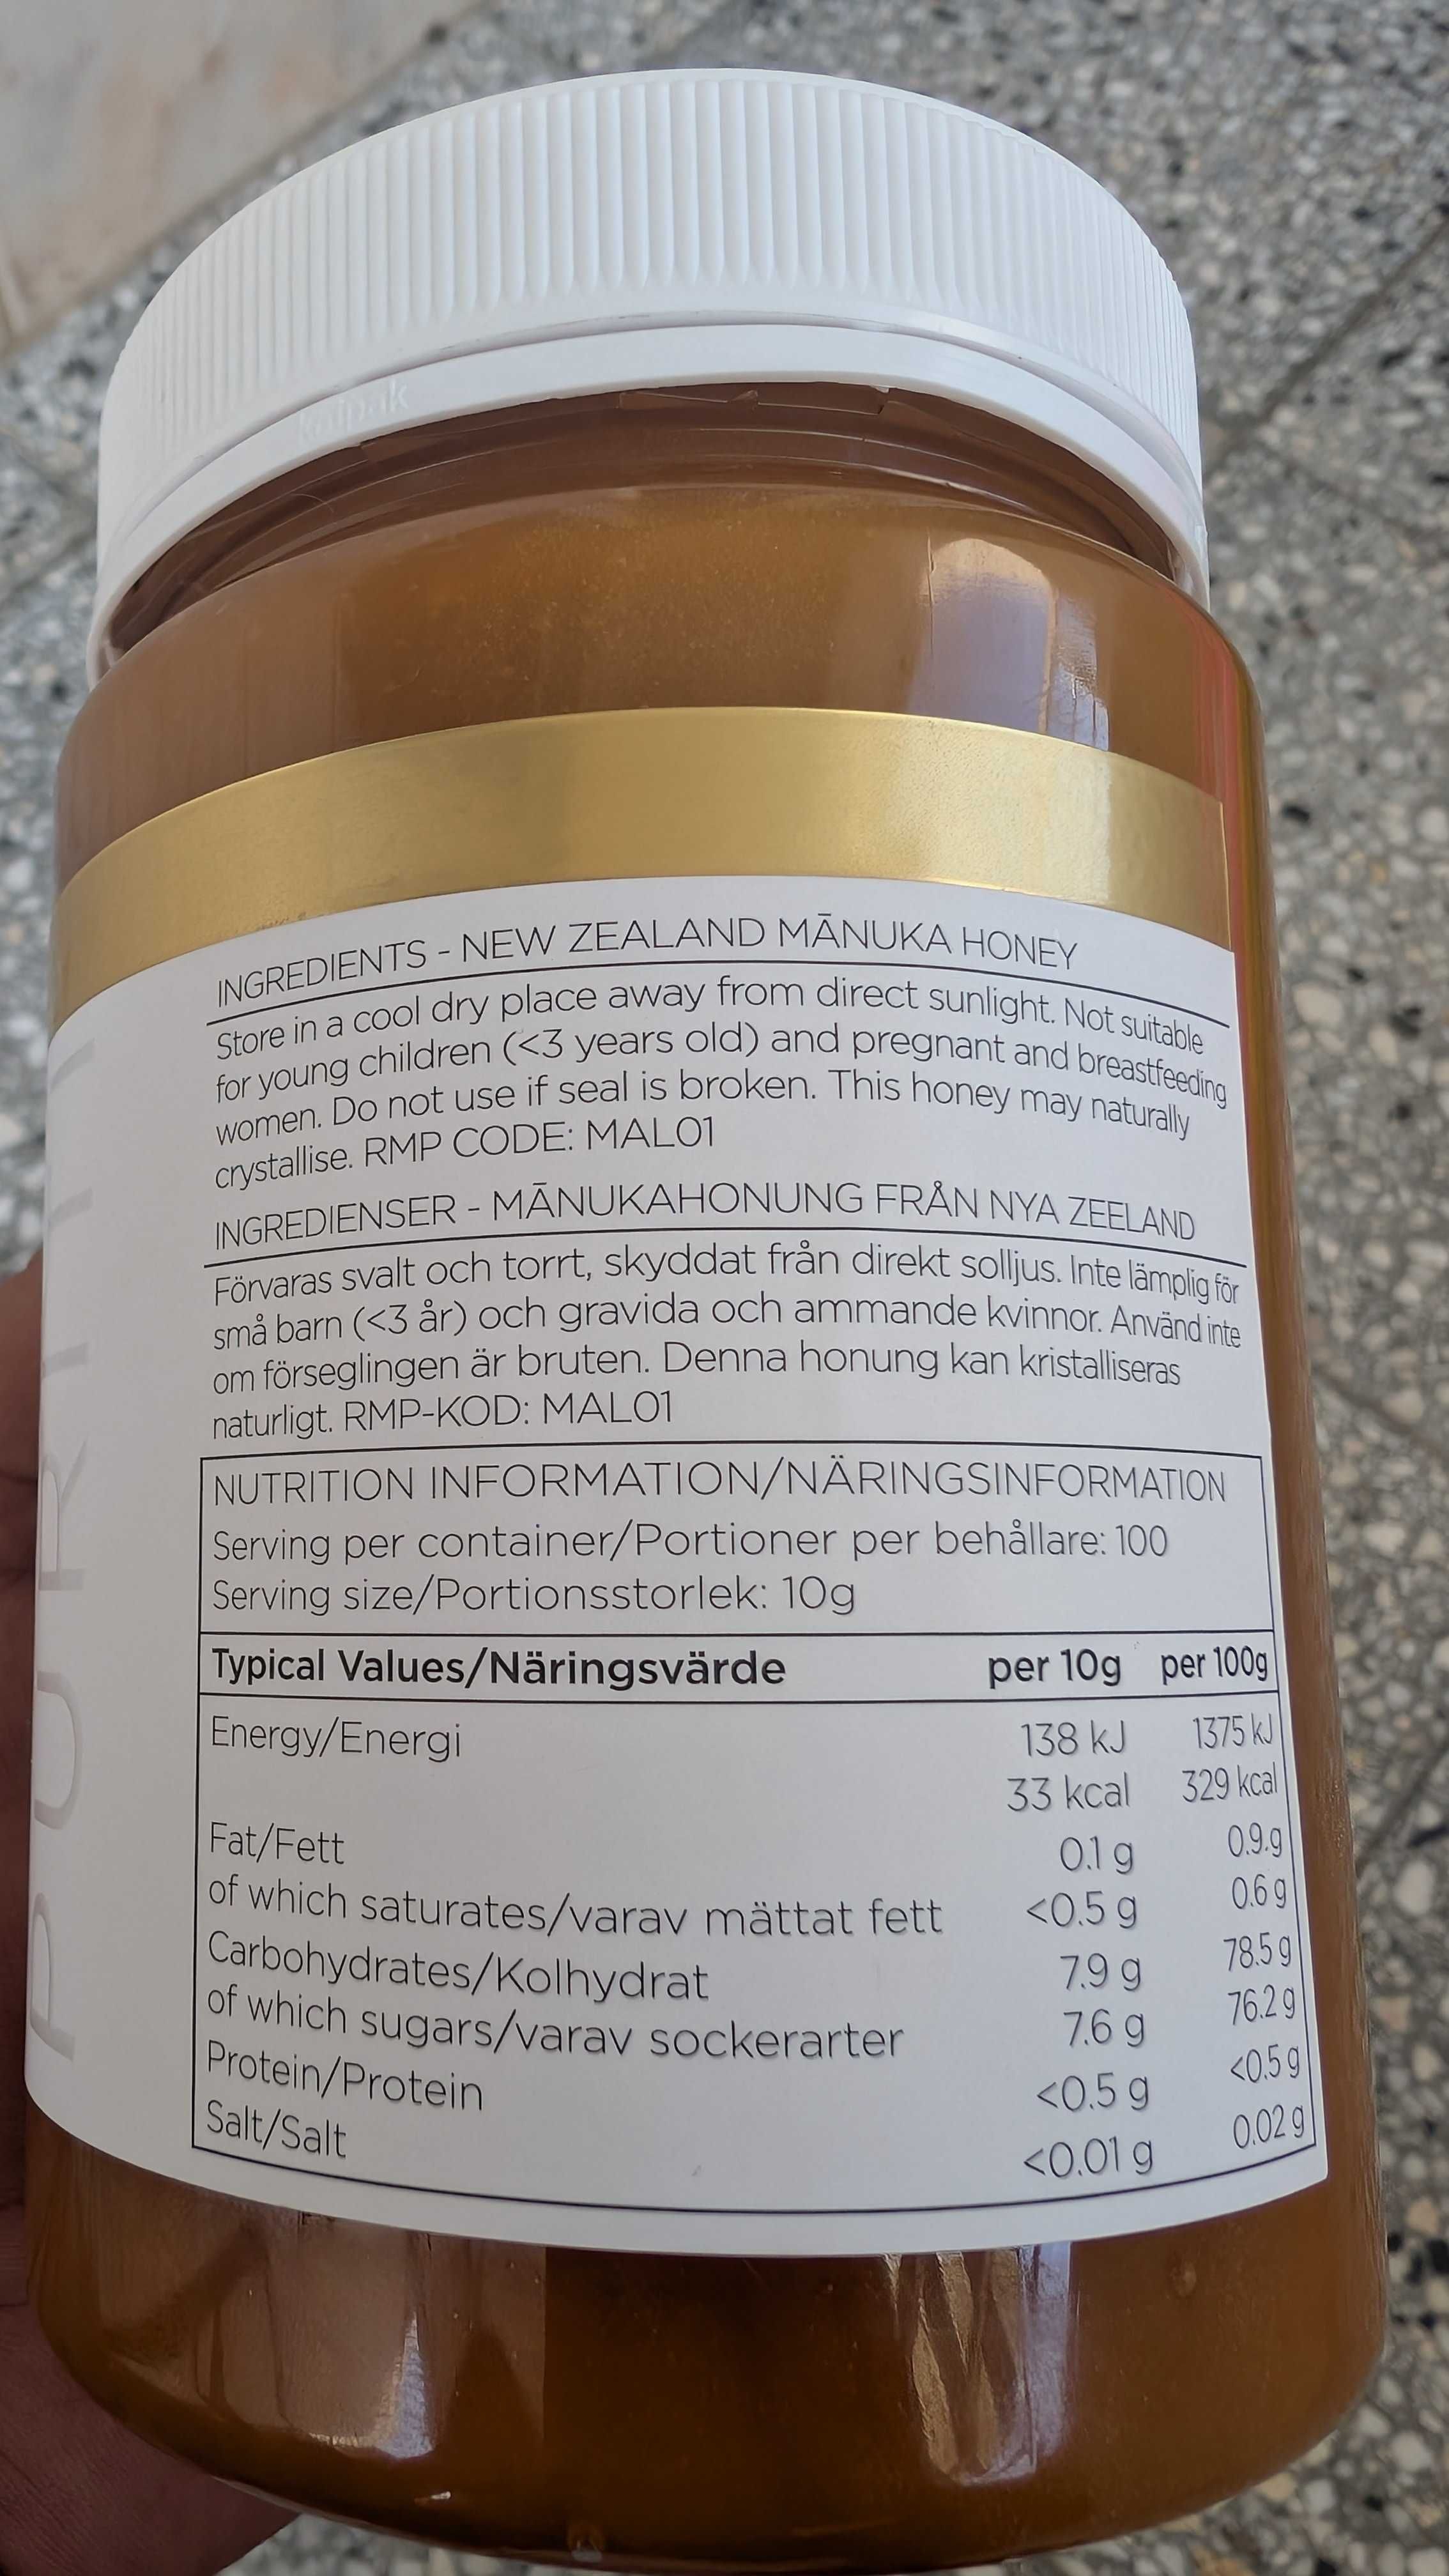 INGREDIENTS - NEW ZEALAND MĀNUKA HONEY
Store in a cool dry place away from direct sunlight. Not suitable
for young children (<3 years old) and pregnant and breastfeeding
women. Do not use if seal is broken. This honey may naturally
crystallise. RMP CODE: MAL01
INGREDIENSER - MĀNUKAHONUNG FRÅN NYA ZEELAND
Förvaras svalt och torrt, skyddat från direkt solljus. Inte lämplig för
små barn (<3 år) och gravida och ammande kvinnor. Använd inte
om förseglingen är bruten. Denna honung kan kristalliseras
naturligt. RMP-KOD: MAL01
NUTRITION INFORMATION/NÄRINGSINFORMATION
Serving per container/Portioner per behållare: 100
Serving size/Portionsstorlek: 10g
Typical Values/Näringsvärde per 10g per 100g
Energy/Energi 138 kJ 1375 kJ
33 kcal 329 kcal
Fat/Fett 0.1 g 0.9.g
of which saturates/varav mättat fett <0.5 g 0.6 g
Carbohydrates/Kolhydrat 7.9 g 78.5 g
of which sugars/varav sockerarter 7.6 g 76.2 g
Protein/Protein <0.5 g <0.5 g
Salt/Salt <0.01 g 0.02 g